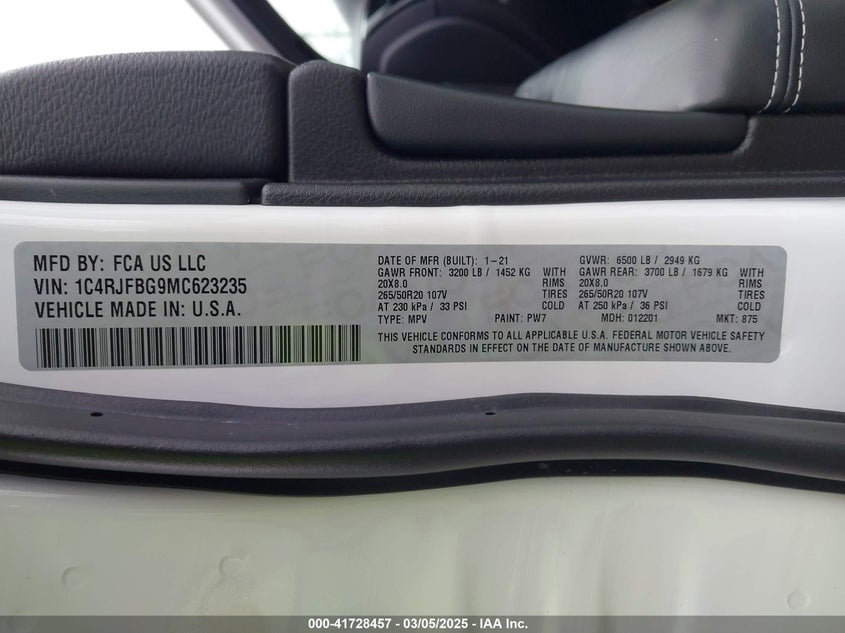 MFD BY: FCA US LLC
VIN: 1C4RJFBG9MC623235
VEHICLE MADE IN: U.S.A.
DATE OF MFR (BUILT): 1-21 GVWR: 6500 LB / 2949 KG
GAWR FRONT: 3200 LB / 1452 KG WITH GAWR REAR: 3700 LB / 1679 KG WITH
20X8.0 RIMS 20X8.0 RIMS
265/50R20 107V TIRES 265/50R20 107V TIRES
AT 230 kPa / 33 PSI COLD AT 250 kPa / 36 PSI COLD
TYPE: MPV PAINT: PW7 MDH: 012201 MKT: 875
THIS VEHICLE CONFORMS TO ALL APPLICABLE U.S.A. FEDERAL MOTOR VEHICLE SAFETY
STANDARDS IN EFFECT ON THE DATE OF MANUFACTURE SHOWN ABOVE.
000-41728457 - 03/05/2025 - IAA Inc.